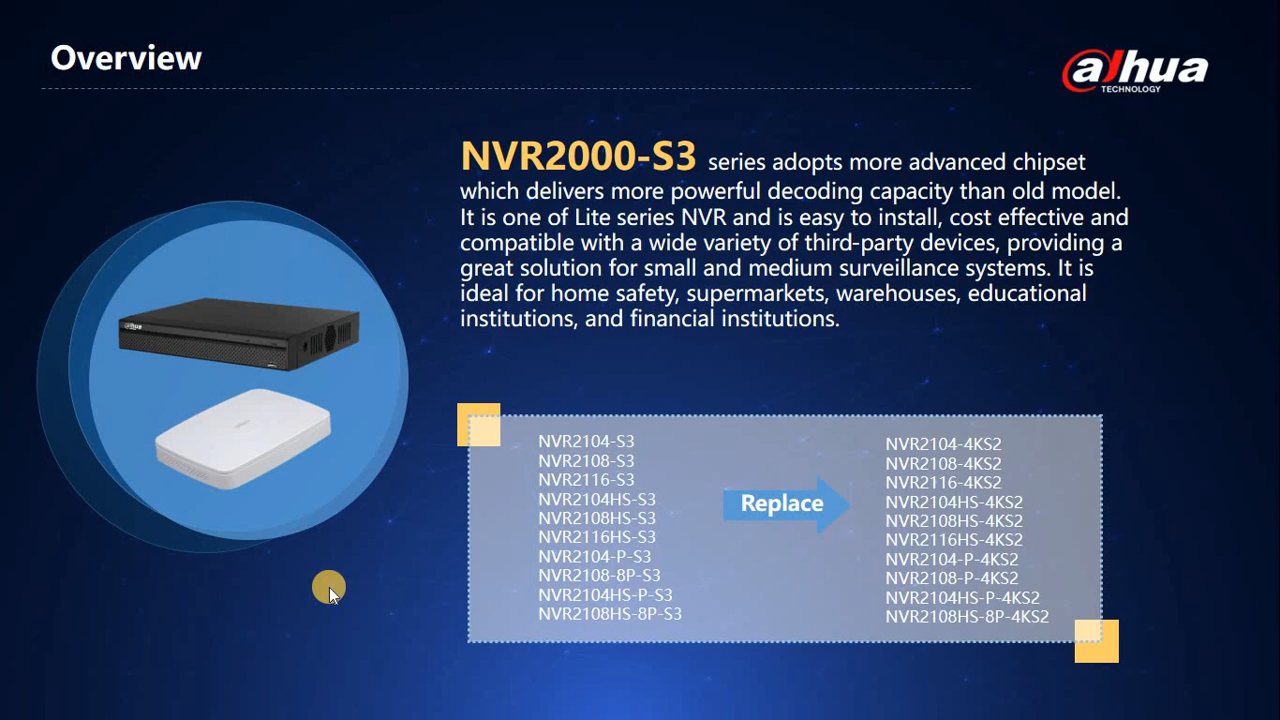 Overview
alhua
TECHNOLOGY
NVR2000-S3 series adopts more advanced chipset
which delivers more powerful decoding capacity than old model.
It is one of Lite series NVR and is easy to install, cost effective and
compatible with a wide variety of third-party devices, providing a
great solution for small and medium surveillance systems. It is
ideal for home safety, supermarkets, warehouses, educational
institutions, and financial institutions.
alhua
NVR2104-S3
NVR2108-S3
NVR2116-S3
NVR2104HS-S3
NVR2108HS-S3
NVR2116HS-S3
NVR2104-P-S3
NVR2108-8P-S3
NVR2104HS-P-S3
NVR2108HS-8P-S3
Replace
NVR2104-4KS2
NVR2108-4KS2
NVR2116-4KS2
NVR2104HS-4KS2
NVR2108HS-4KS2
NVR2116HS-4KS2
NVR2104-P-4KS2
NVR2108-P-4KS2
NVR2104HS-P-4KS2
NVR2108HS-8P-4KS2